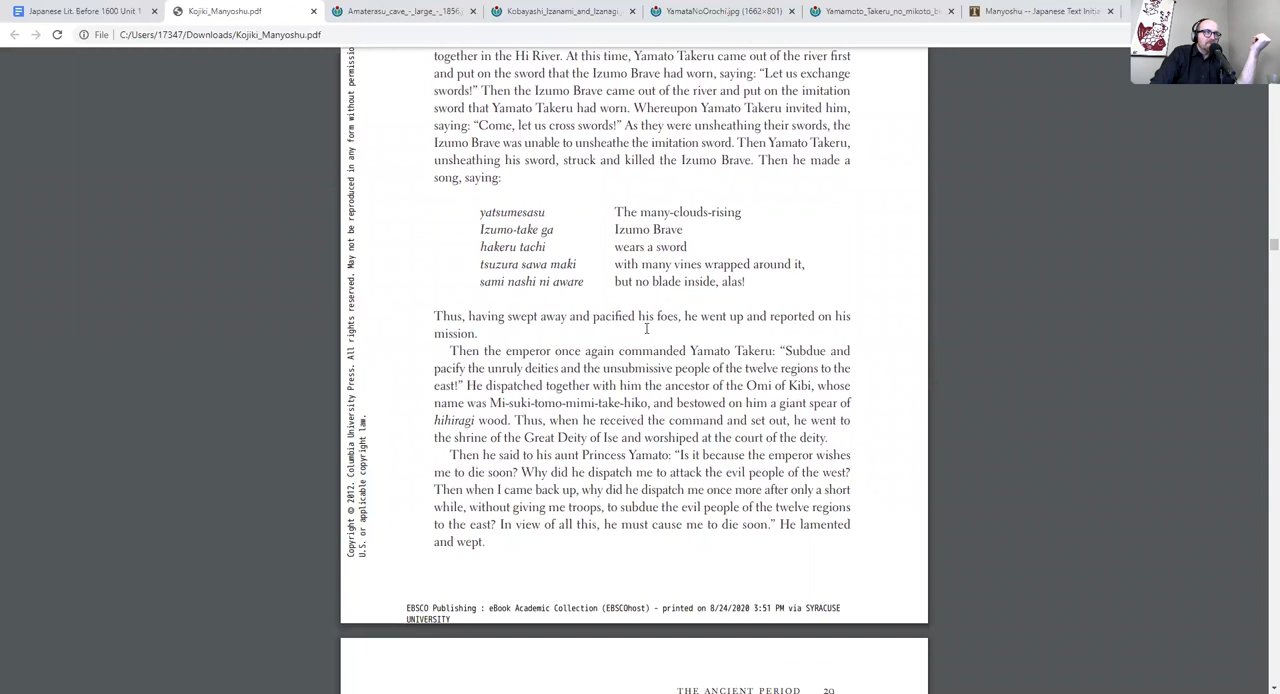 Japanese Lit. Before 1600 Unit 1
Kojiki_Manyoshu.pdf
Amaterasu_cave_-_large_-_1856.
Kobayashi_Izanami_and_Izanagi_
YamataNoOrochi.jpg (1662×801)
Yamamoto_Takeru_no_mikoto_b
Manyoshu -- Japanese Text Initia
File
C:/Users/17347/Downloads/Kojiki_Manyoshu.pdf
together in the Hi River. At this time, Yamato Takeru came out of the river first
and put on the sword that the Izumo Brave had worn, saying: “Let us exchange
swords!” Then the Izumo Brave came out of the river and put on the imitation
sword that Yamato Takeru had worn. Whereupon Yamato Takeru invited him,
saying: “Come, let us cross swords!” As they were unsheathing their swords, the
Izumo Brave was unable to unsheathe the imitation sword. Then Yamato Takeru,
unsheathing his sword, struck and killed the Izumo Brave. Then he made a
song, saying:
yatsumesasu The many-clouds-rising
Izumo-take ga Izumo Brave
hakeru tachi wears a sword
tsuzura sawa maki with many vines wrapped around it,
sami nashi ni aware but no blade inside, alas!
Thus, having swept away and pacified his foes, he went up and reported on his
mission.
Then the emperor once again commanded Yamato Takeru: “Subdue and
pacify the unruly deities and the unsubmissive people of the twelve regions to the
east!” He dispatched together with him the ancestor of the Omi of Kibi, whose
name was Mi-suki-tomo-mimi-take-hiko, and bestowed on him a giant spear of
hihiragi wood. Thus, when he received the command and set out, he went to
the shrine of the Great Deity of Ise and worshiped at the court of the deity.
Then he said to his aunt Princess Yamato: “Is it because the emperor wishes
me to die soon? Why did he dispatch me to attack the evil people of the west?
Then when I came back up, why did he dispatch me once more after only a short
while, without giving me troops, to subdue the evil people of the twelve regions
to the east? In view of all this, he must cause me to die soon.” He lamented
and wept.
Copyright © 2012. Columbia University Press. All rights reserved. May not be reproduced in any form without permissio
U.S. or applicable copyright law.
EBSCO Publishing : eBook Academic Collection (EBSCOhost) - printed on 8/24/2020 3:51 PM via SYRACUSE
UNIVERSITY
THE ANCIENT PERIOD 29